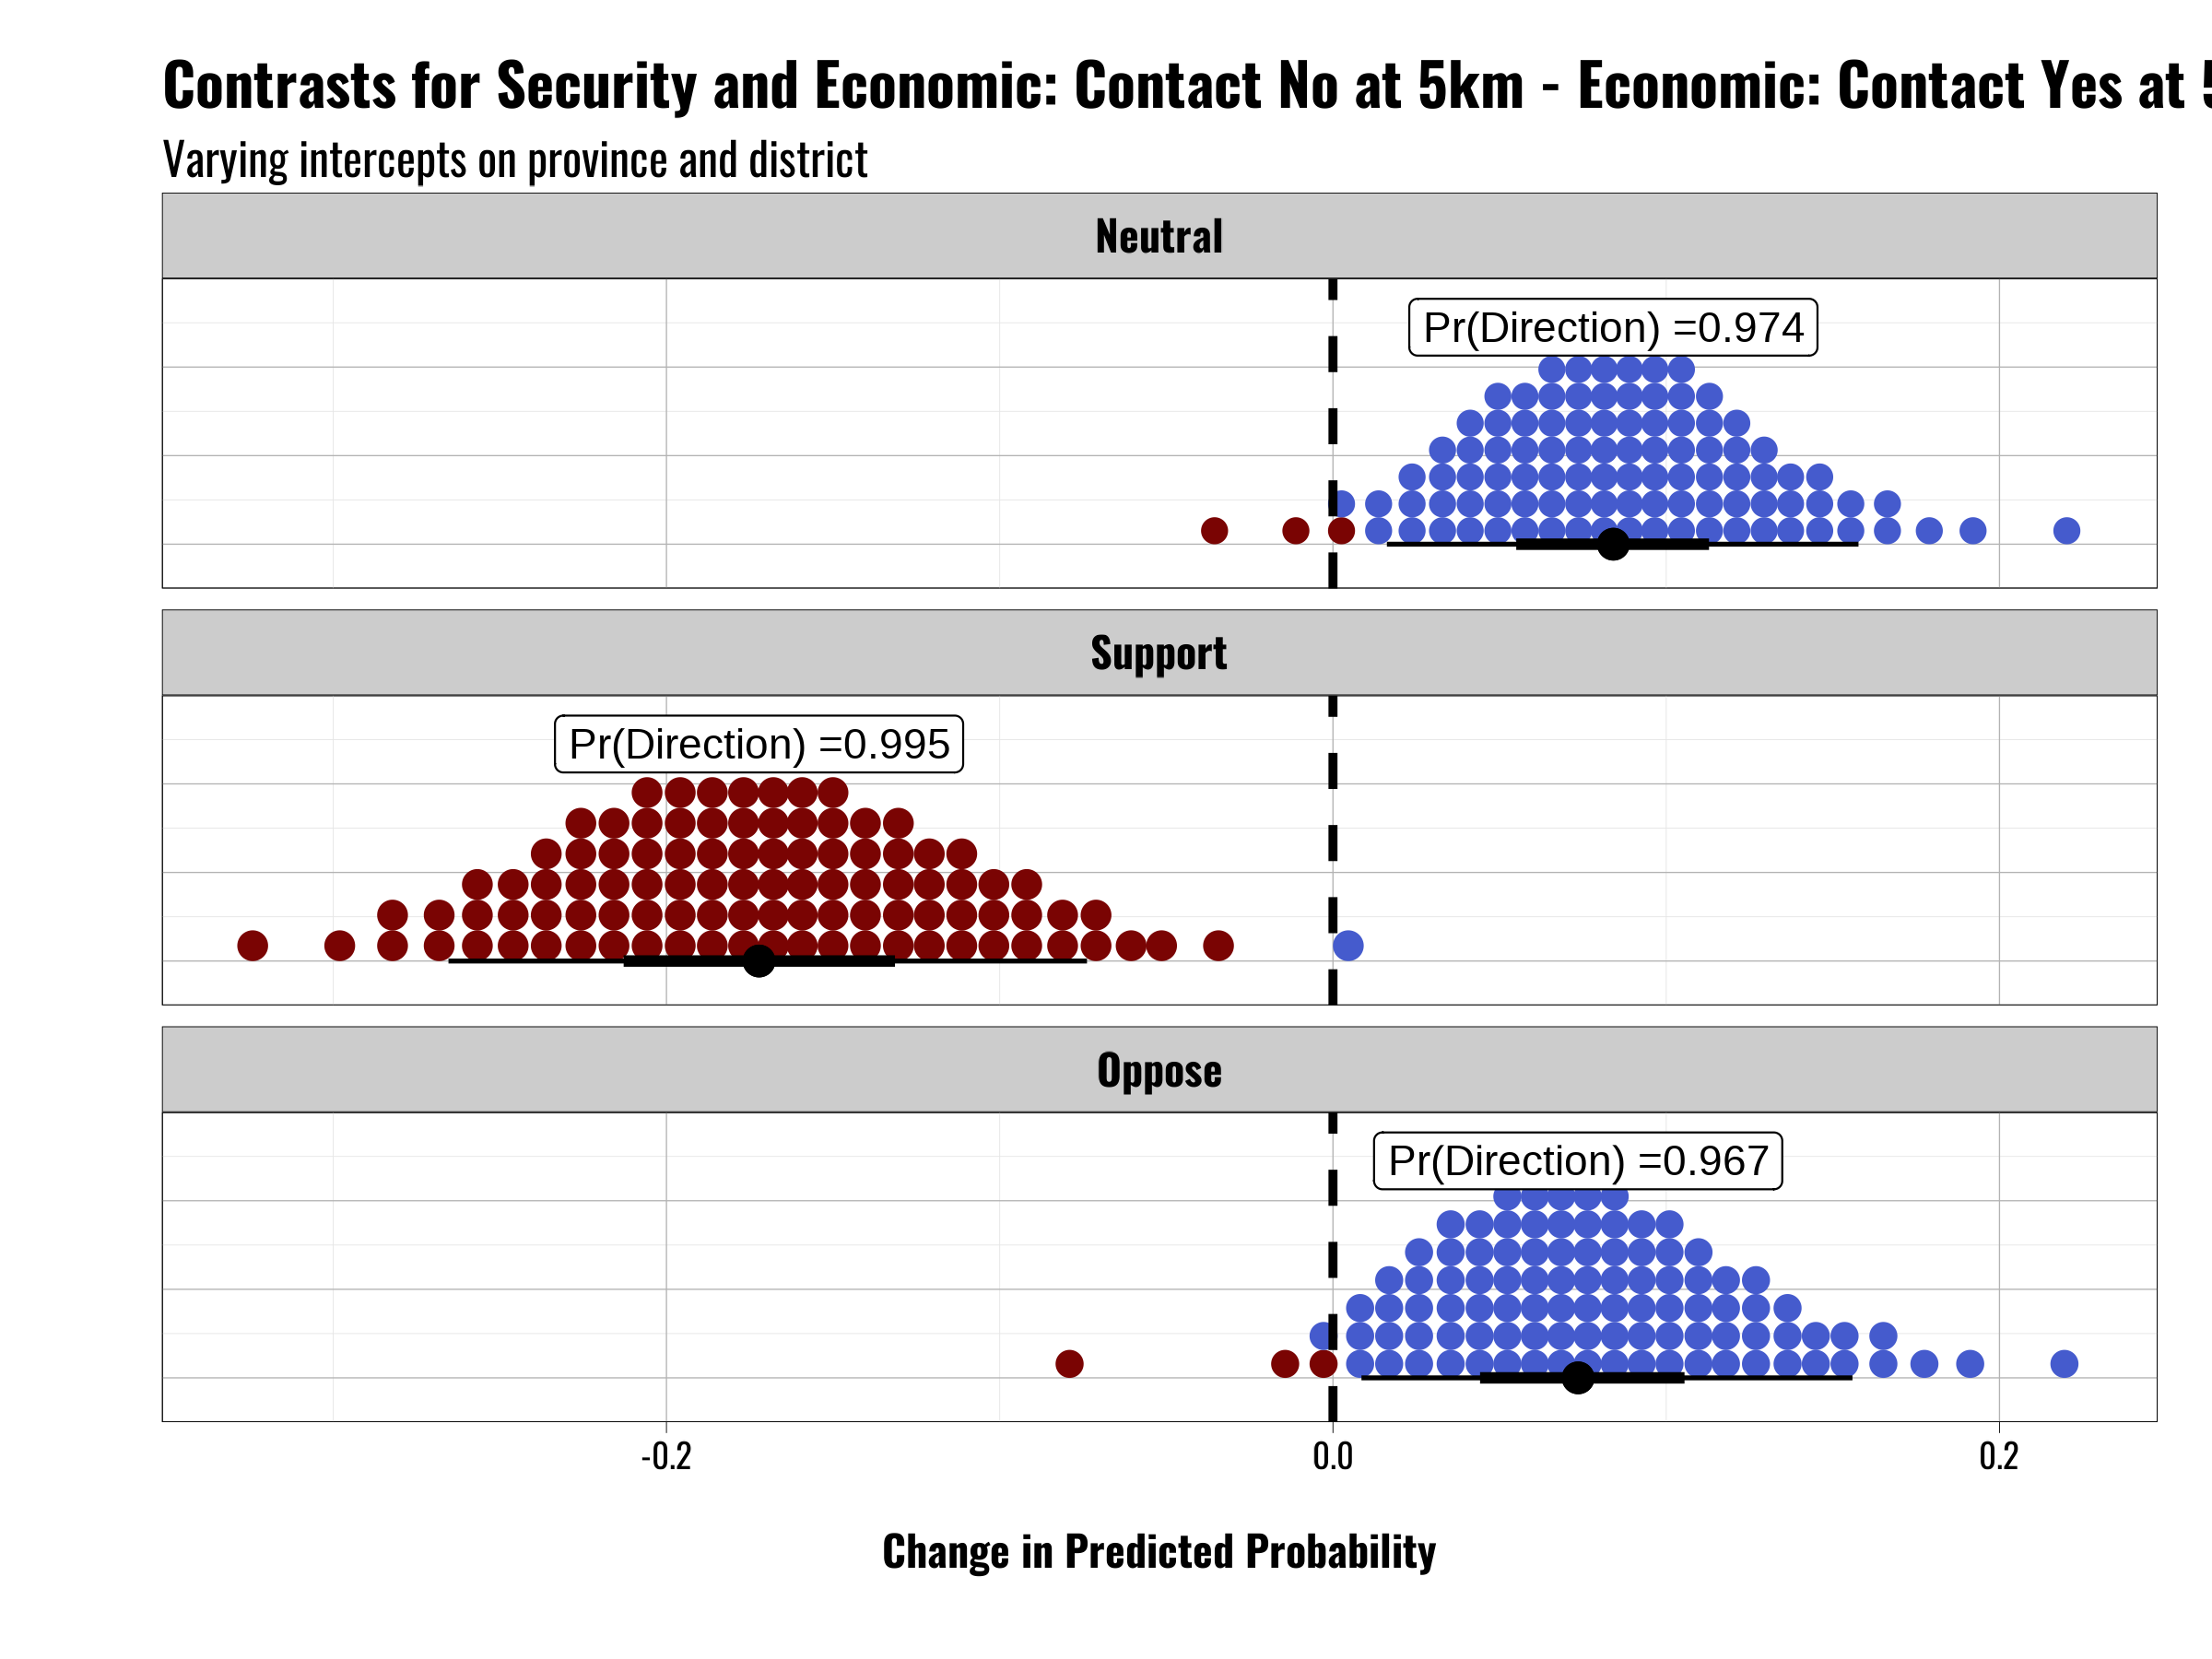 Contrasts for Security and Economic: Contact No at 5km - Economic: Contact Yes at
Varying intercepts on province and district
Neutral
Pr(Direction) =0.974
Support
Pr(Direction) =0.995
Oppose
Pr(Direction) =0.967
-0.2 0.0 0.2
Change in Predicted Probability